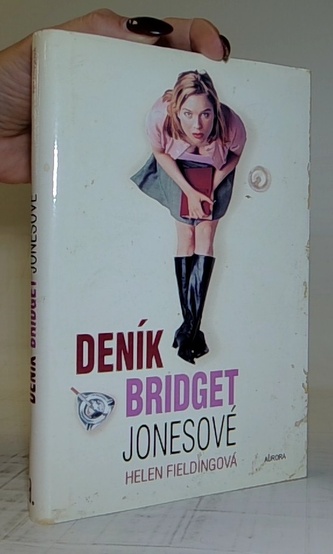 DENÍK
BRIDGET
JONESOVÉ
HELEN FIELDINGOVÁ
AURORA
DENÍK BRIDGET JONESOVÉ